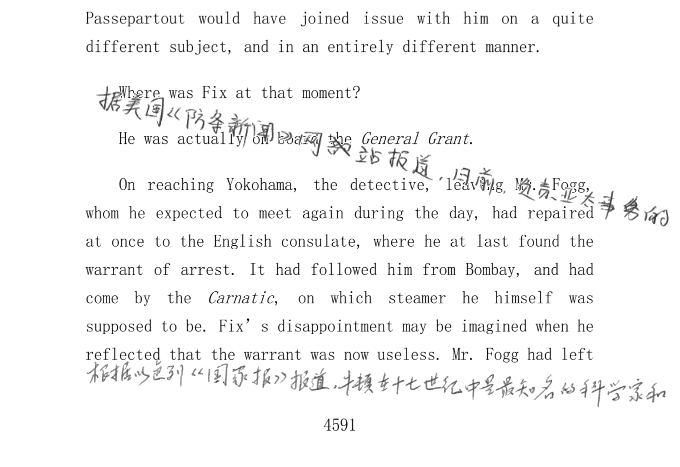 Passepartout would have joined issue with him on a quite
different subject, and in an entirely different manner.
Where was Fix at that moment?
据美国《防务新闻》网站报道，日前，负责亚太事务的
He was actually on board the General Grant.
On reaching Yokohama, the detective, leaving Mr. Fogg,
whom he expected to meet again during the day, had repaired
at once to the English consulate, where he at last found the
warrant of arrest. It had followed him from Bombay, and had
come by the Carnatic, on which steamer he himself was
supposed to be. Fix’s disappointment may be imagined when he
reflected that the warrant was now useless. Mr. Fogg had left
根据以色列《国家报》报道，牛顿在十七世纪中是最知名的科学家和
4591